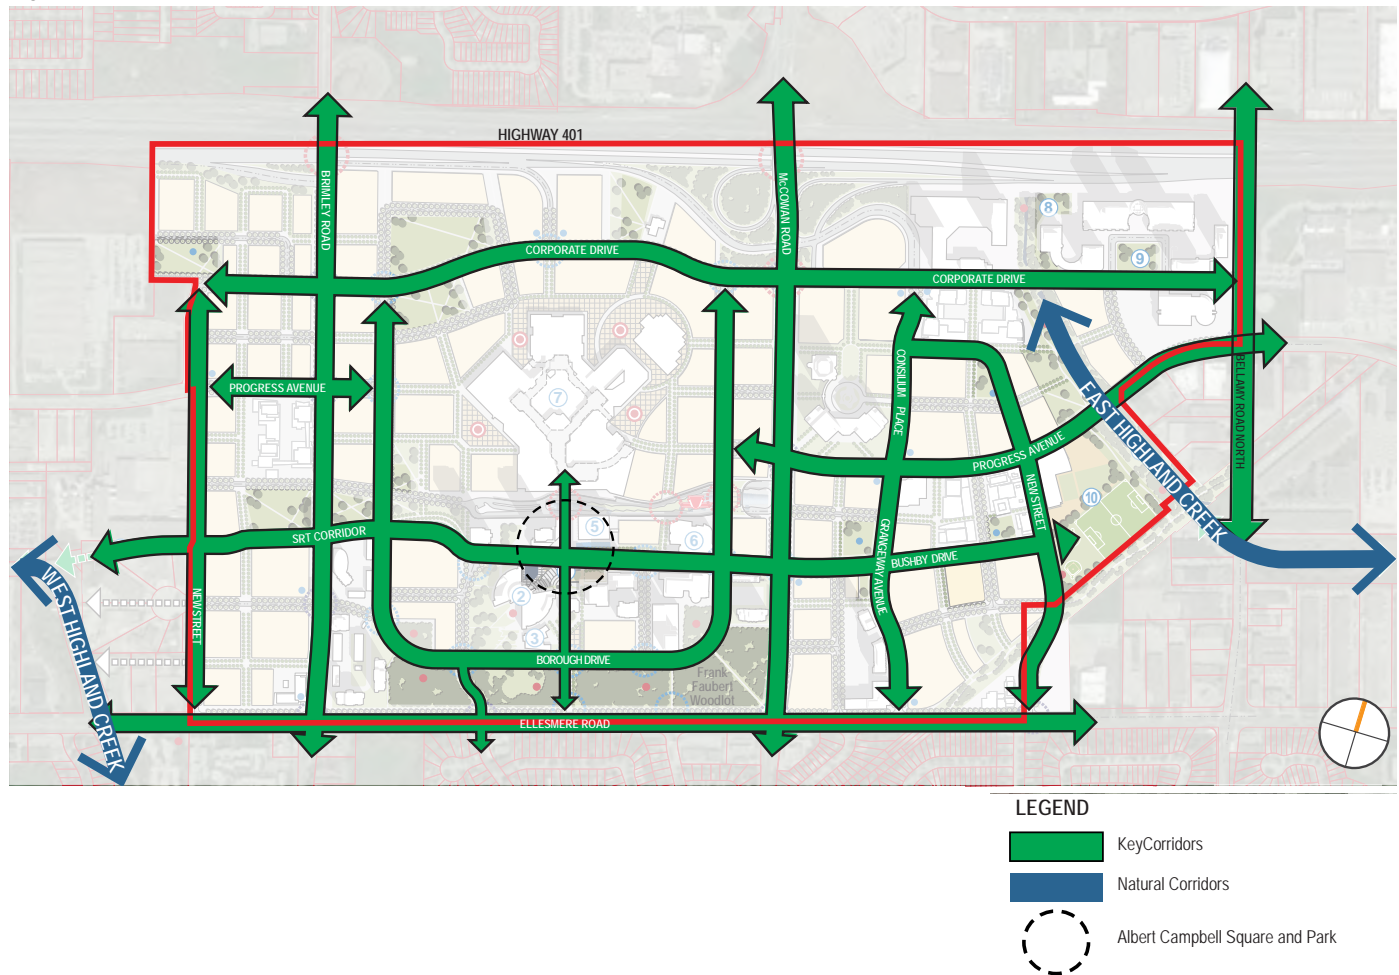 HIGHWAY 401
BRIMLEY ROAD
McCOWAN ROAD
8
9
CORPORATE DRIVE
CORPORATE DRIVE
PROGRESS AVENUE
7
CONSILIUM PLACE
BELLAMY ROAD NORTH
EAST HIGHLAND CREEK
PROGRESS AVENUE
NEW STREET
10
SRT CORRIDOR
5
6
GRANGEWAY AVENUE
BUSHBY DRIVE
WEST HIGHLAND CREEK
NEW STREET
2
3
BOROUGH DRIVE
Frank
Faubert
Woodlot
ELLESMERE ROAD
LEGEND
KeyCorridors
Natural Corridors
Albert Campbell Square and Park